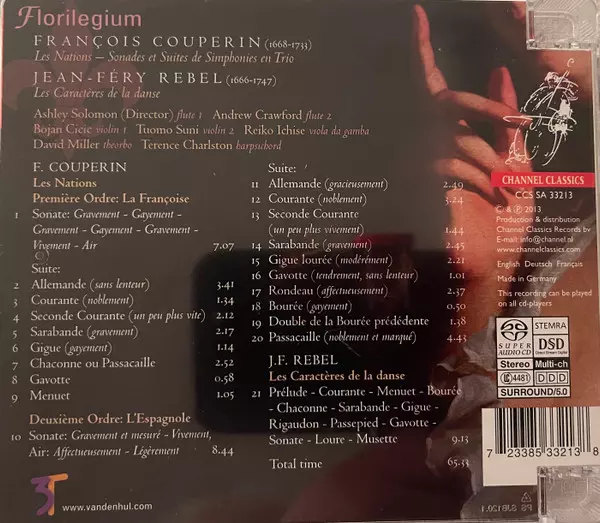 Florilegium
FRANÇOIS COUPERIN (1668-1733)
Les Nations – Sonades et Suites de Simphonies en Trio
JEAN-FÉRY REBEL (1666-1747)
Les Caractères de la danse
Ashley Solomon (Director) flute 1 Andrew Crawford flute 2
Bojan Cicic violin 1 Tuomo Suni violin 2 Reiko Ichise viola da gamba
David Miller theorbo Terence Charlston harpsichord
F. COUPERIN
Les Nations
Première Ordre: La Françoise
1 Sonate: Gravement - Gayement -
Gravement - Gayement - Gravement -
Vivement - Air 7.07
Suite:
2 Allemande (sans lenteur) 3.41
3 Courante (noblement) 1.34
4 Seconde Courante (un peu plus vite) 2.12
5 Sarabande (gravement) 2.17
6 Gigue (gayement) 1.14
7 Chaconne ou Passacaille 2.52
8 Gavotte 0.58
9 Menuet 1.05
Deuxième Ordre: L'Espagnole
10 Sonate: Gravement et mesuré - Vivement,
Air: Affectueusement - Légèrement 8.44
Suite:
11 Allemande (gracieusement) 2.49
12 Courante (noblement) 3.24
13 Seconde Courante
(un peu plus vivement) 1.44
14 Sarabande (gravement) 2.45
15 Gigue lourée (modérément) 2.21
16 Gavotte (tendrement, sans lenteur) 1.01
17 Rondeau (affectueusement) 2.37
18 Bourée (gayement) 0.50
19 Double de la Bourée prédédente 1.38
20 Passacaille (noblement et marqué) 4.43
J.F. REBEL
Les Caractères de la danse
21 Prélude - Courante - Menuet - Bourée
- Chaconne - Sarabande - Gigue -
Rigaudon - Passepied - Gavotte -
Sonate - Loure - Musette 9.13
Total time 65.33
CHANNEL CLASSICS
CCS SA 33213
© & ℗ 2013
Production & distribution
Channel Classics Records bv
E-mail: info@channel.nl
www.channelclassics.com
English Deutsch Français
Made in Germany
This recording can be played
on all cd-players
SUPER AUDIO CD
STEMRA
DSD
Direct Stream Digital
Stereo Multi-ch
LC 4481 DDD
SURROUND/5.0
7 23385 33213 8
3T
www.vandenhul.com